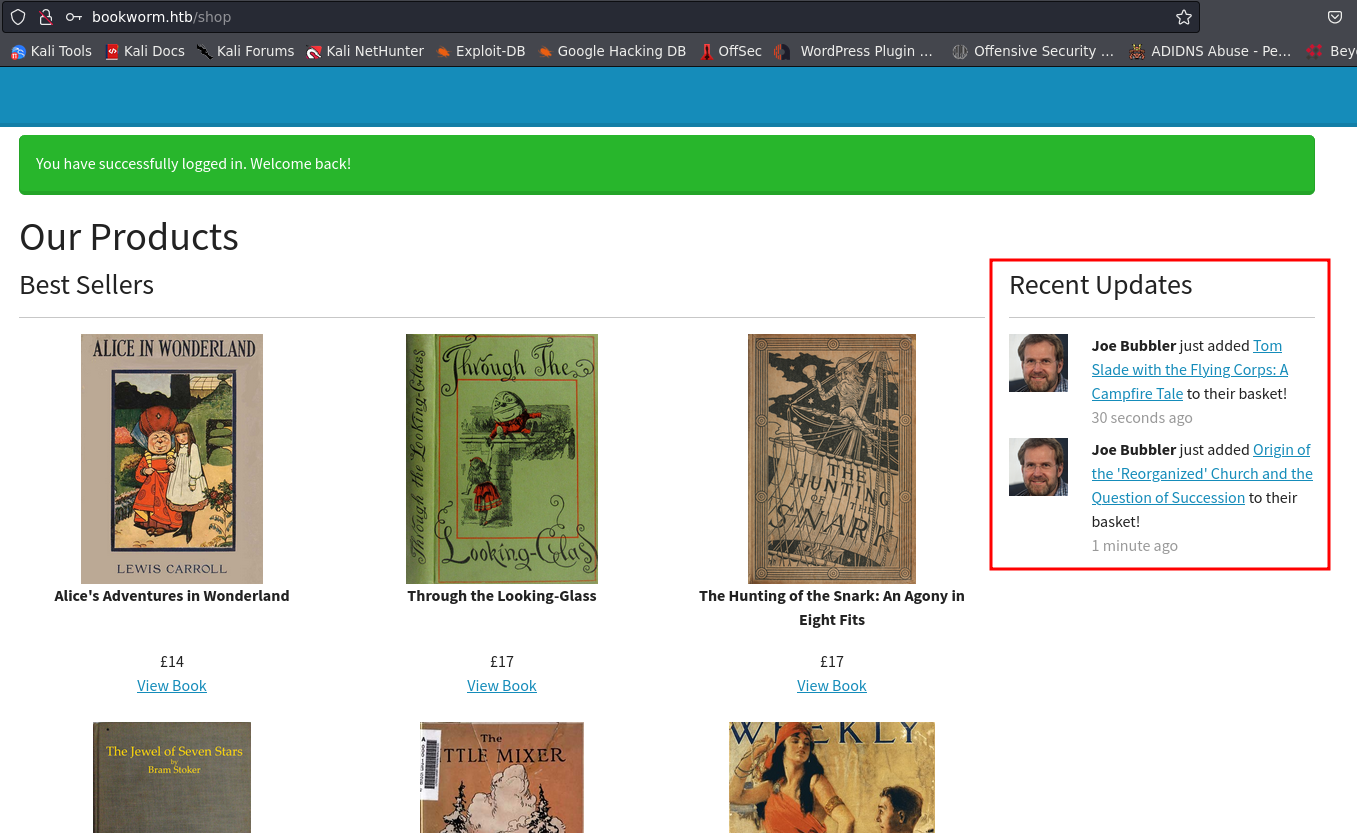 bookworm.htb/shop
Kali Tools Kali Docs Kali Forums Kali NetHunter Exploit-DB Google Hacking DB OffSec WordPress Plugin ... Offensive Security ... ADIDNS Abuse - Pe... Beyo
You have successfully logged in. Welcome back!
Our Products
Best Sellers
ALICE IN WONDERLAND
LEWIS CARROLL
Through The
Through the Looking-Glass
Looking-Glas
THE
HUNTING
OF THE
SNARK
Alice's Adventures in Wonderland
Through the Looking-Glass
The Hunting of the Snark: An Agony in
Eight Fits
£14
£17
£17
View Book
View Book
View Book
The Jewel of Seven Stars
by
Bram Stoker
The
LITTLE MIXER
WEEKLY
Recent Updates
Joe Bubbler just added Tom
Slade with the Flying Corps: A
Campfire Tale to their basket!
30 seconds ago
Joe Bubbler just added Origin of
the 'Reorganized' Church and the
Question of Succession to their
basket!
1 minute ago